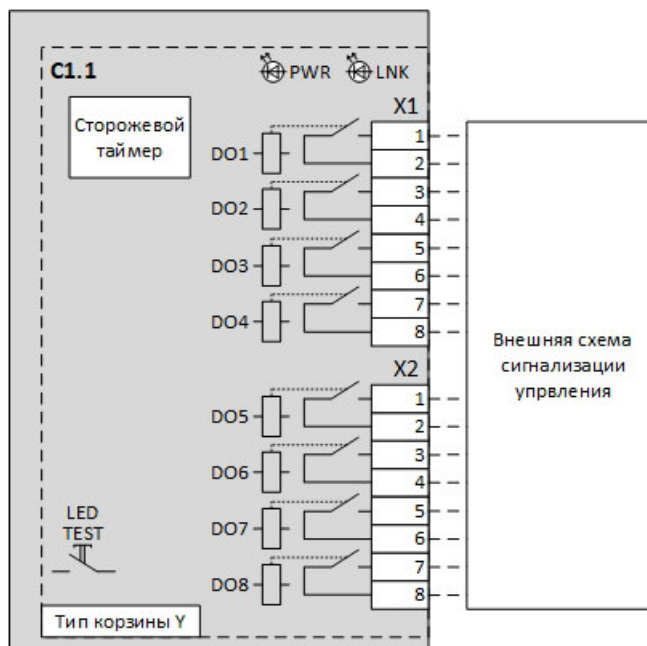 C1.1
PWR
LNK
Сторожевой
таймер
X1
DO1
1
2
DO2
3
4
DO3
5
6
DO4
7
8
X2
DO5
1
2
DO6
3
4
DO7
5
6
DO8
7
8
LED
TEST
Тип корзины Y
Внешняя схема
сигнализации
упрвления